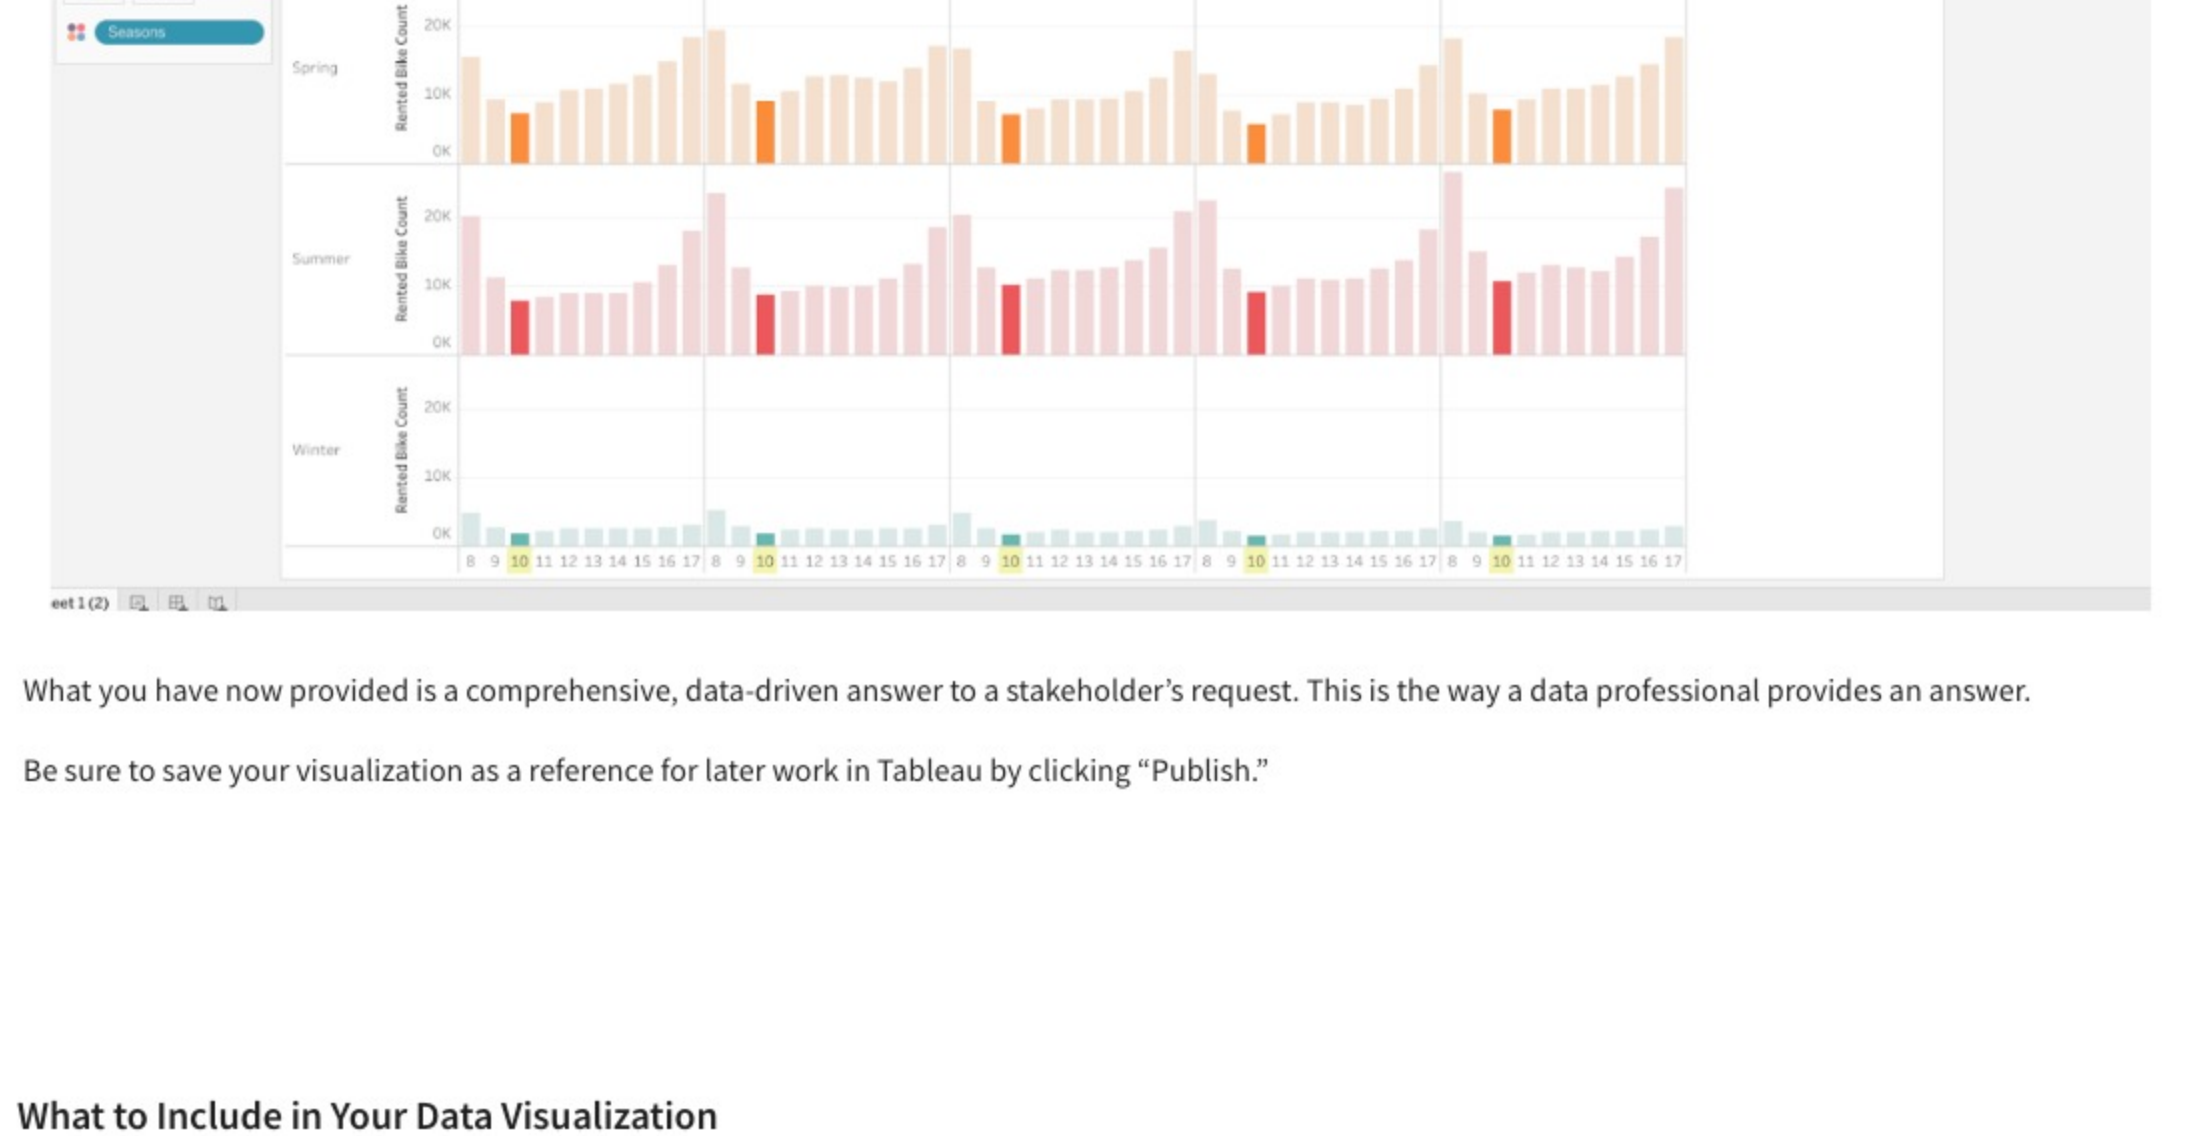 Seasons
Spring
Rented Bike Count
20K
10K
0K
Summer
Rented Bike Count
20K
10K
0K
Winter
Rented Bike Count
20K
10K
0K
8 9 10 11 12 13 14 15 16 17 8 9 10 11 12 13 14 15 16 17 8 9 10 11 12 13 14 15 16 17 8 9 10 11 12 13 14 15 16 17 8 9 10 11 12 13 14 15 16 17
eet 1 (2)
What you have now provided is a comprehensive, data-driven answer to a stakeholder’s request. This is the way a data professional provides an answer.
Be sure to save your visualization as a reference for later work in Tableau by clicking “Publish.”
What to Include in Your Data Visualization